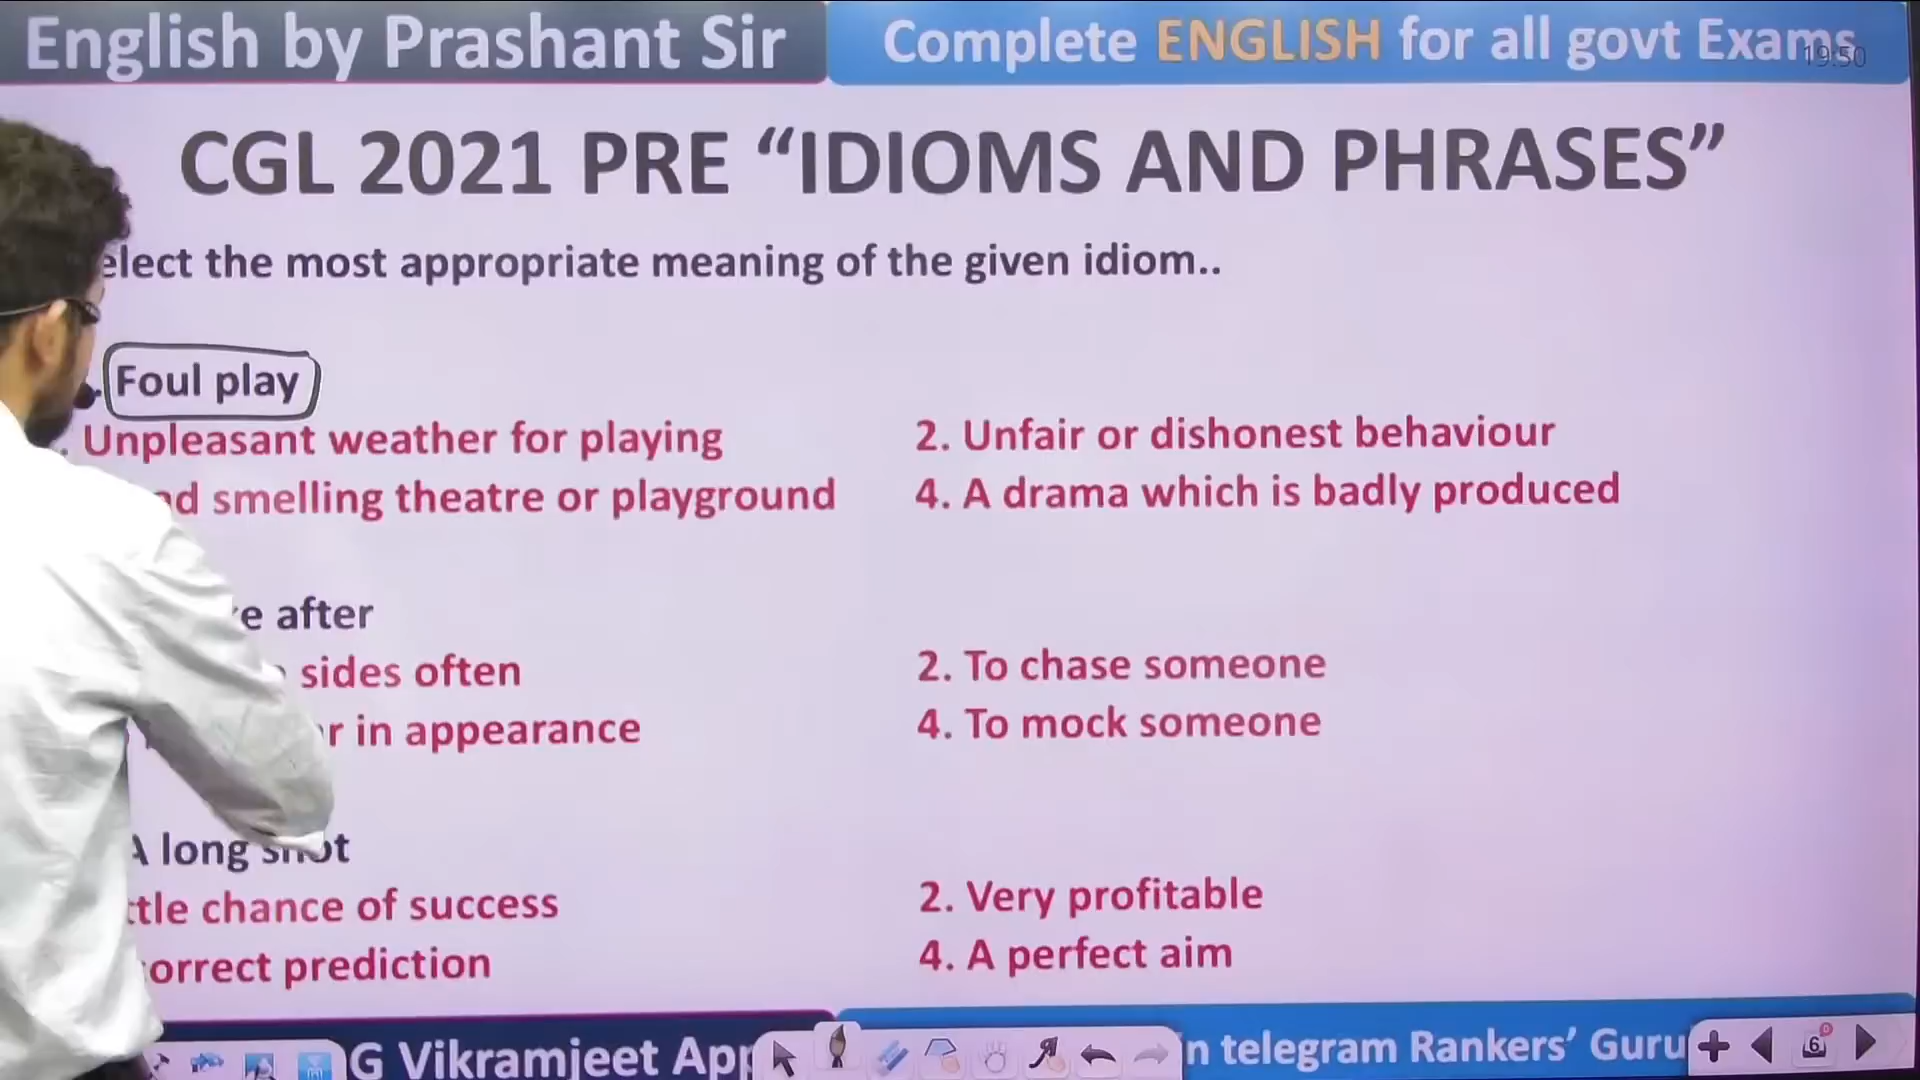 English by Prashant Sir
Complete ENGLISH for all govt Exams
19:50
CGL 2021 PRE “IDIOMS AND PHRASES”
elect the most appropriate meaning of the given idiom..
. Foul play
. Unpleasant weather for playing
2. Unfair or dishonest behaviour
smelling theatre or playground
4. A drama which is badly produced
after
sides often
2. To chase someone
in appearance
4. To mock someone
A long shot
chance of success
2. Very profitable
prediction
4. A perfect aim
G Vikramjeet App
telegram Rankers’ Guru
6
0